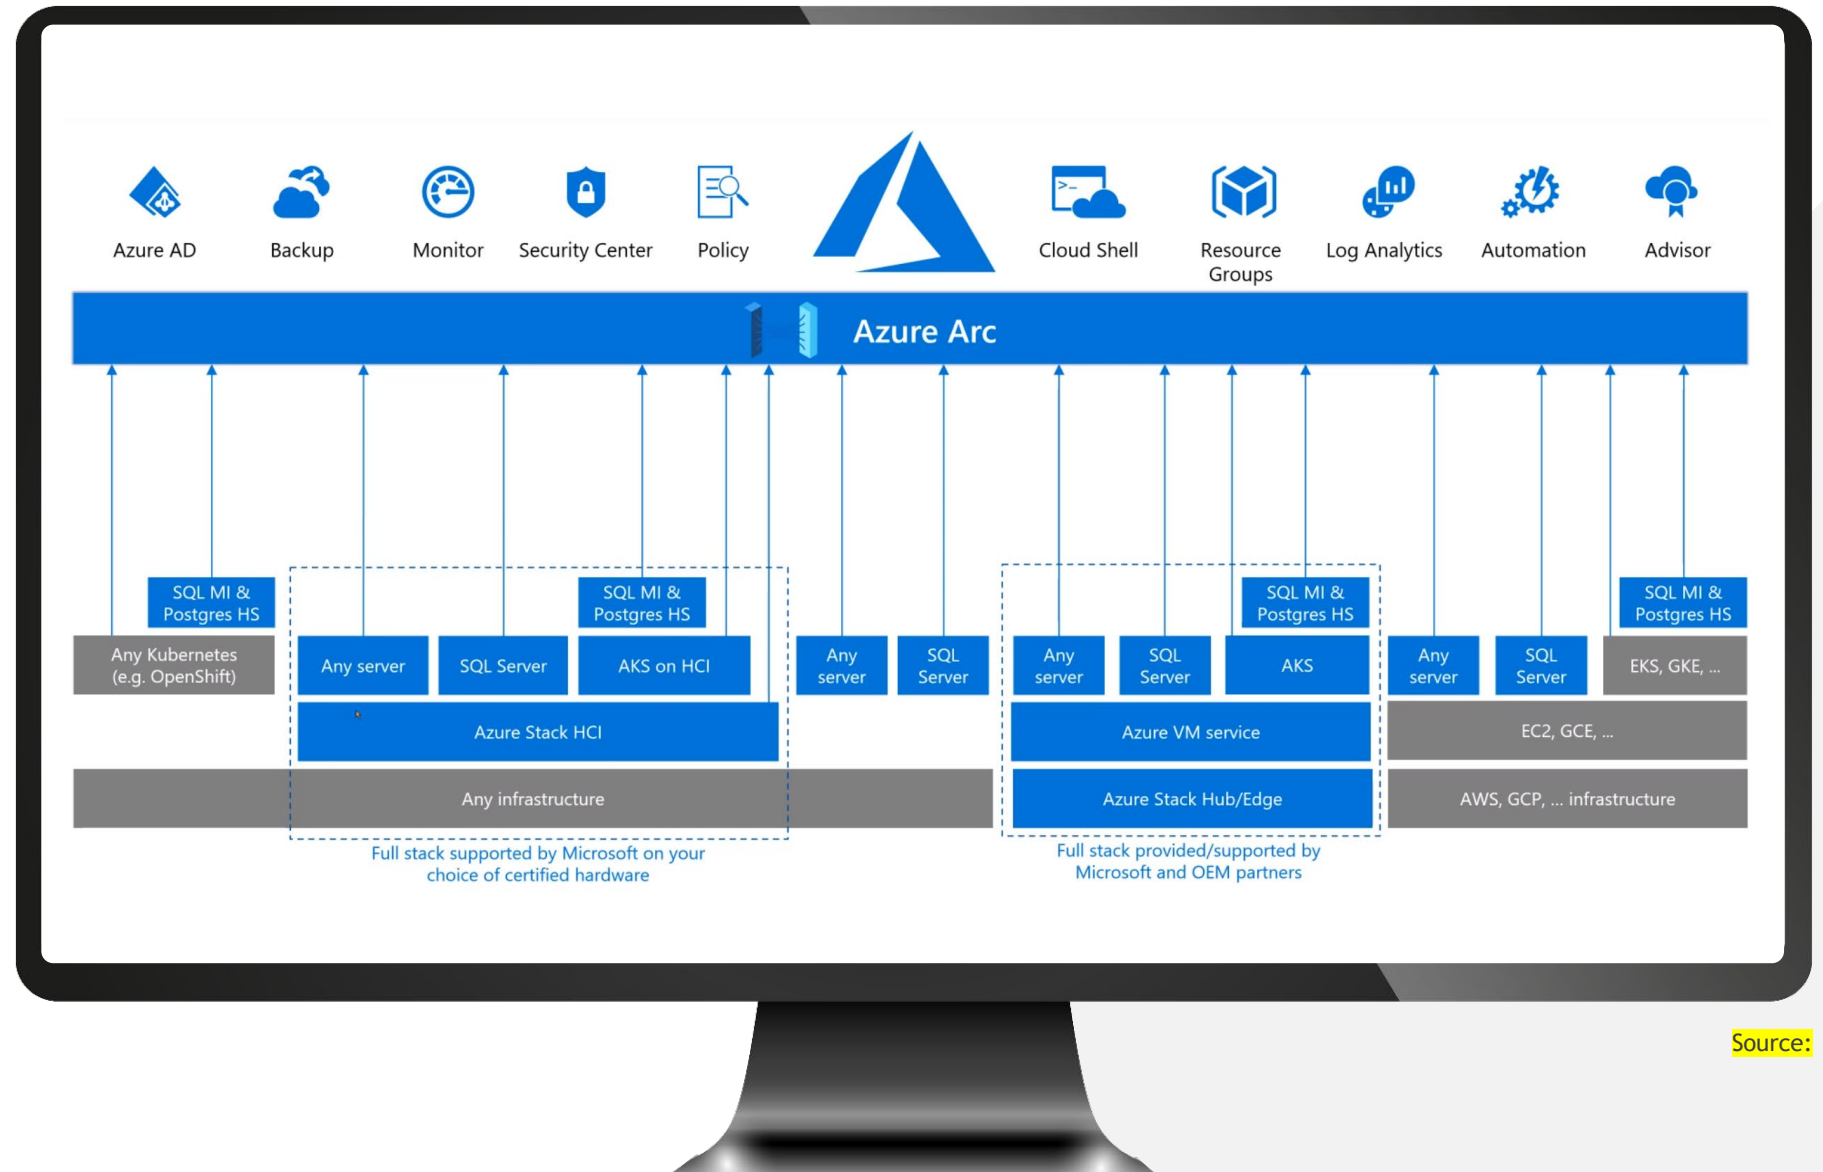 Azure AD
Backup
Monitor
Security Center
Policy
Cloud Shell
Resource
Groups
Log Analytics
Automation
Advisor
Azure Arc
SQL MI &
Postgres HS
Any Kubernetes
(e.g. OpenShift)
Any server
SQL Server
SQL MI &
Postgres HS
AKS on HCI
Azure Stack HCI
Any
server
SQL
Server
Any infrastructure
Full stack supported by Microsoft on your
choice of certified hardware
Any
server
SQL
Server
SQL MI &
Postgres HS
AKS
Azure VM service
Azure Stack Hub/Edge
Full stack provided/supported by
Microsoft and OEM partners
Any
server
SQL
Server
SQL MI &
Postgres HS
EKS, GKE, ...
EC2, GCE, ...
AWS, GCP, ... infrastructure
Source: